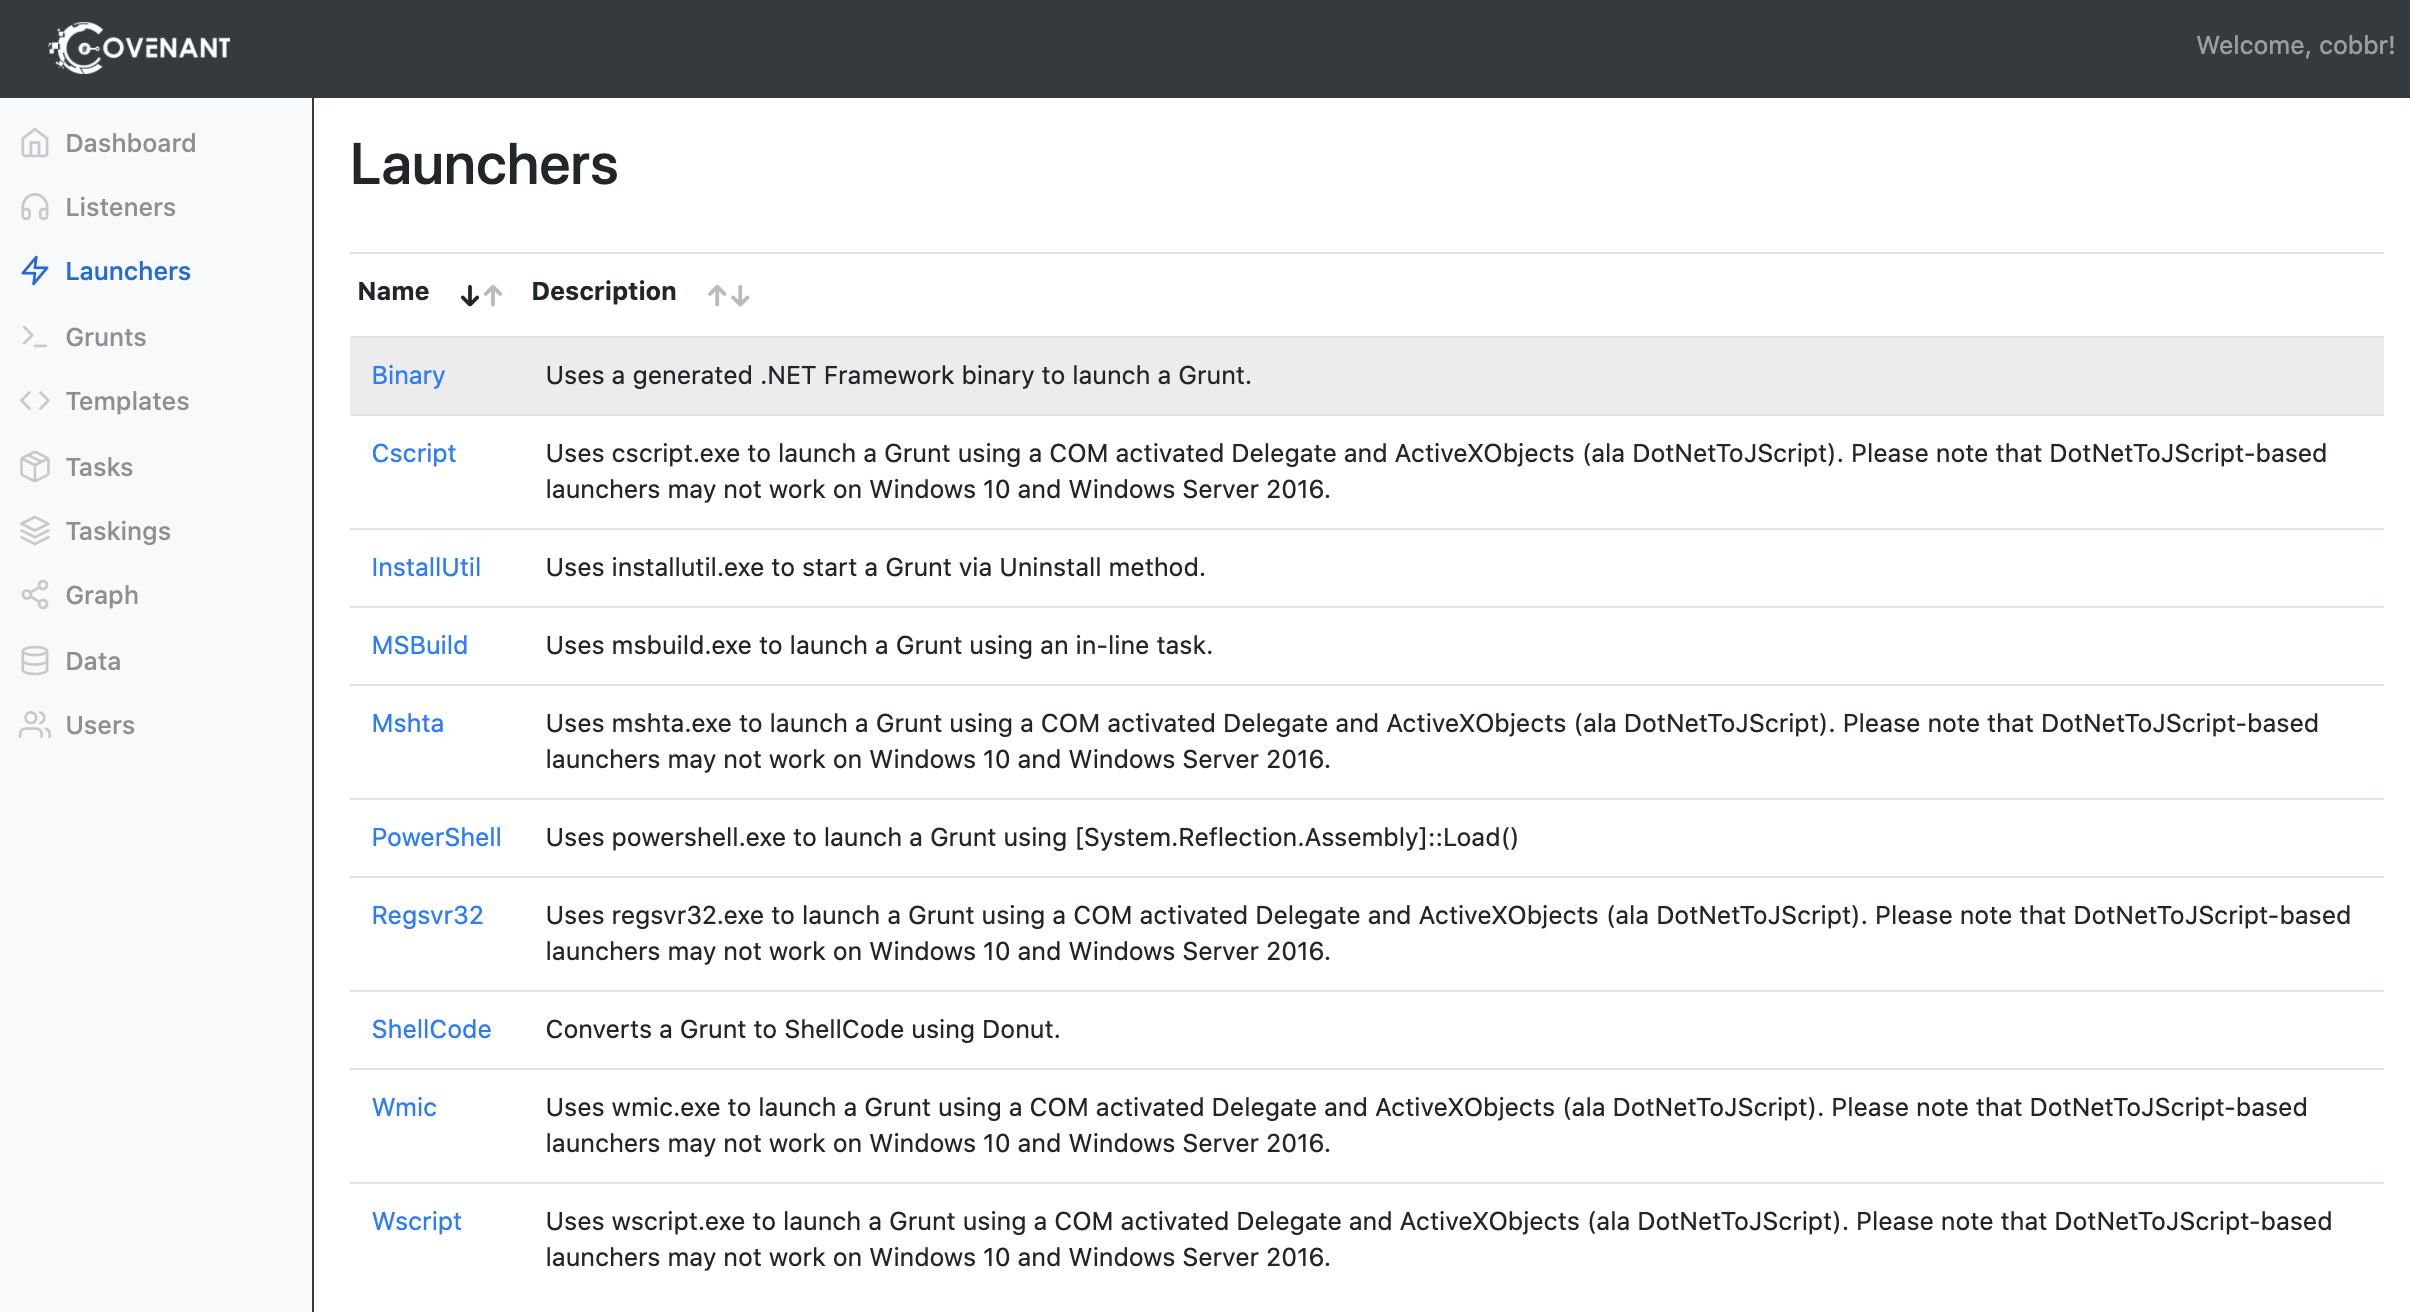 COVENANT
Welcome, cobbr!
Dashboard
Listeners
Launchers
Grunts
Templates
Tasks
Taskings
Graph
Data
Users
Launchers
Name Description
Binary Uses a generated .NET Framework binary to launch a Grunt.
Cscript Uses cscript.exe to launch a Grunt using a COM activated Delegate and ActiveXObjects (ala DotNetToJScript). Please note that DotNetToJScript-based
launchers may not work on Windows 10 and Windows Server 2016.
InstallUtil Uses installutil.exe to start a Grunt via Uninstall method.
MSBuild Uses msbuild.exe to launch a Grunt using an in-line task.
Mshta Uses mshta.exe to launch a Grunt using a COM activated Delegate and ActiveXObjects (ala DotNetToJScript). Please note that DotNetToJScript-based
launchers may not work on Windows 10 and Windows Server 2016.
PowerShell Uses powershell.exe to launch a Grunt using [System.Reflection.Assembly]::Load()
Regsvr32 Uses regsvr32.exe to launch a Grunt using a COM activated Delegate and ActiveXObjects (ala DotNetToJScript). Please note that DotNetToJScript-based
launchers may not work on Windows 10 and Windows Server 2016.
ShellCode Converts a Grunt to ShellCode using Donut.
Wmic Uses wmic.exe to launch a Grunt using a COM activated Delegate and ActiveXObjects (ala DotNetToJScript). Please note that DotNetToJScript-based
launchers may not work on Windows 10 and Windows Server 2016.
Wscript Uses wscript.exe to launch a Grunt using a COM activated Delegate and ActiveXObjects (ala DotNetToJScript). Please note that DotNetToJScript-based
launchers may not work on Windows 10 and Windows Server 2016.